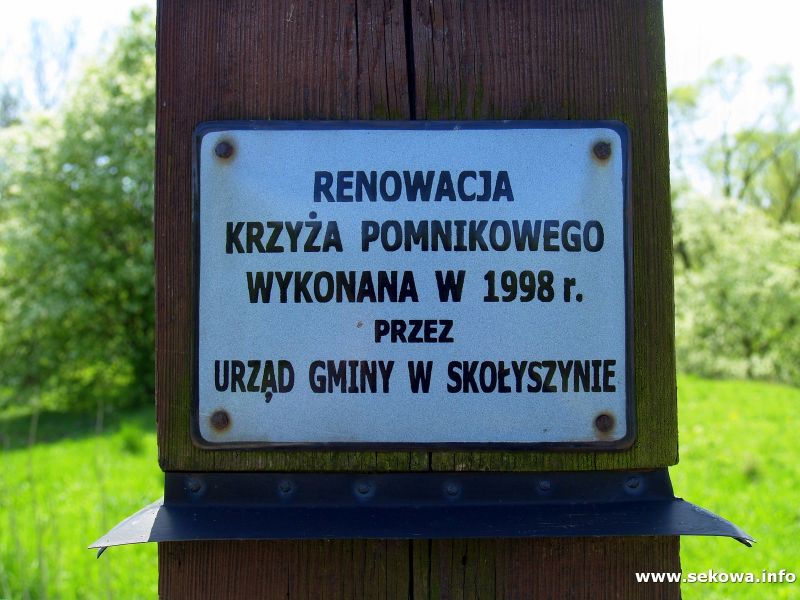 RENOWACJA
KRZYŻA POMNIKOWEGO
WYKONANA W 1998 r.
PRZEZ
URZĄD GMINY W SKOŁYSZYNIE
www.sekowa.info